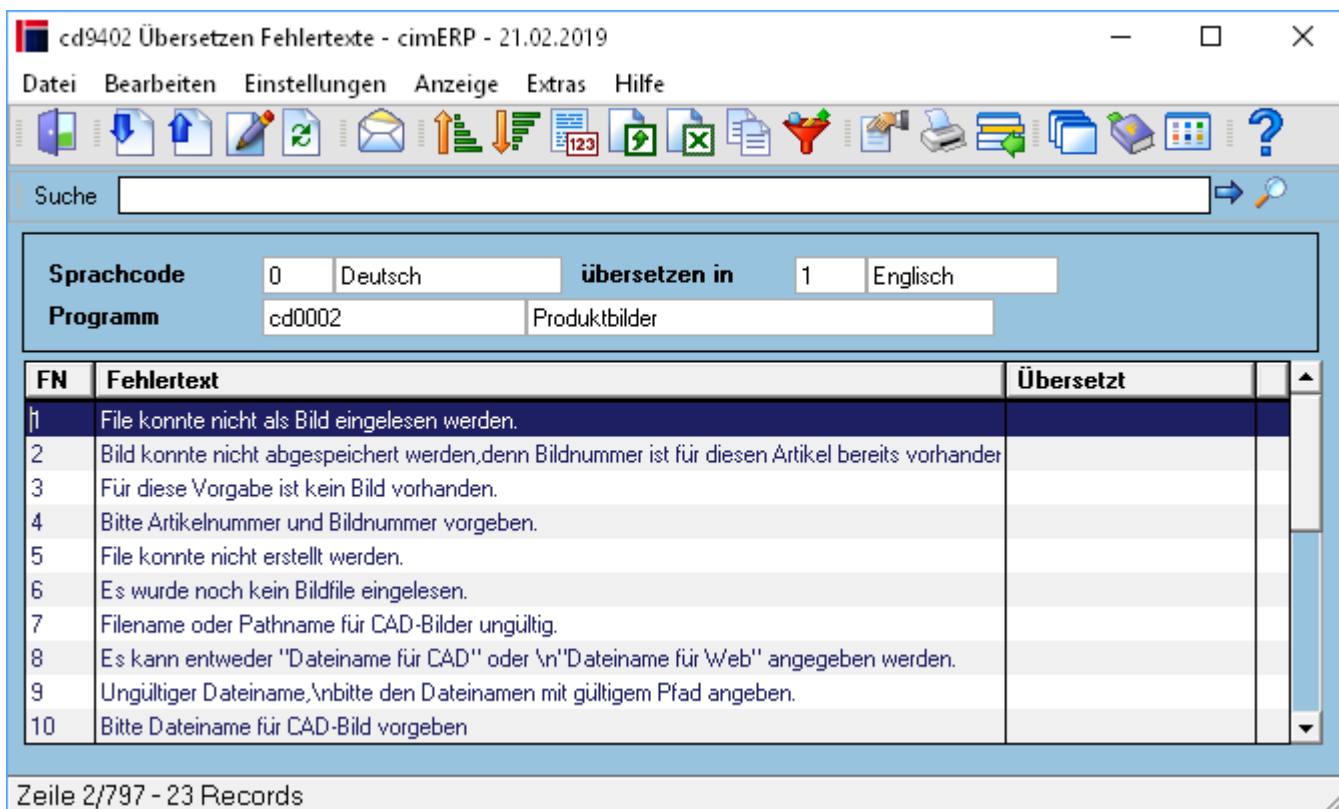 cd9402 Übersetzen Fehlertexte - cimERP - 21.02.2019
Datei Bearbeiten Einstellungen Anzeige Extras Hilfe
123
Suche
Sprachcode 0 Deutsch übersetzen in 1 Englisch
Programm cd0002 Produktbilder
FN Fehlertext Übersetzt
1 File konnte nicht als Bild eingelesen werden.
2 Bild konnte nicht abgespeichert werden,denn Bildnummer ist für diesen Artikel bereits vorhanden
3 Für diese Vorgabe ist kein Bild vorhanden.
4 Bitte Artikelnummer und Bildnummer vorgeben.
5 File konnte nicht erstellt werden.
6 Es wurde noch kein Bildfile eingelesen.
7 Filename oder Pathname für CAD-Bilder ungültig.
8 Es kann entweder "Dateiname für CAD" oder \n"Dateiname für Web" angegeben werden.
9 Ungültiger Dateiname,\nbitte den Dateinamen mit gültigem Pfad angeben.
10 Bitte Dateiname für CAD-Bild vorgeben
Zeile 2/797 - 23 Records